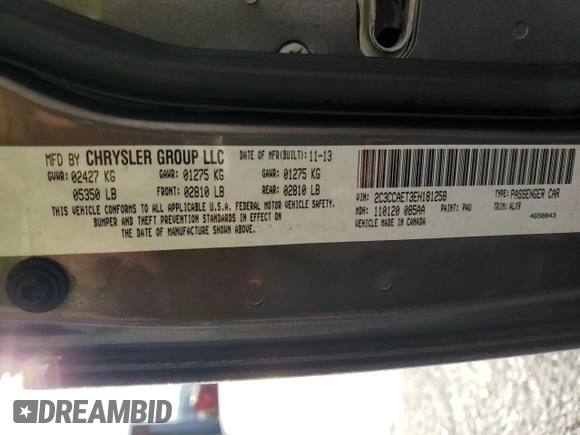 MFD BY CHRYSLER GROUP LLC DATE OF MFR(BUILT): 11-13
GVWR: 02427 KG GAWR: 01275 KG GAWR: 01275 KG
05350 LB FRONT: 02810 LB REAR: 02810 LB
THIS VEHICLE CONFORMS TO ALL APPLICABLE U.S.A. FEDERAL MOTOR VEHICLE SAFETY,
BUMPER AND THEFT PREVENTION STANDARDS IN EFFECT ON
THE DATE OF MANUFACTURE SHOWN ABOVE.
VIN: 2C3CCAET3EH181258 TYPE: PASSENGER CAR
MDH: 110120 085AA PAINT: PAU TRIM: ALX9
VEHICLE MADE IN CANADA 4658843
DREAMBID